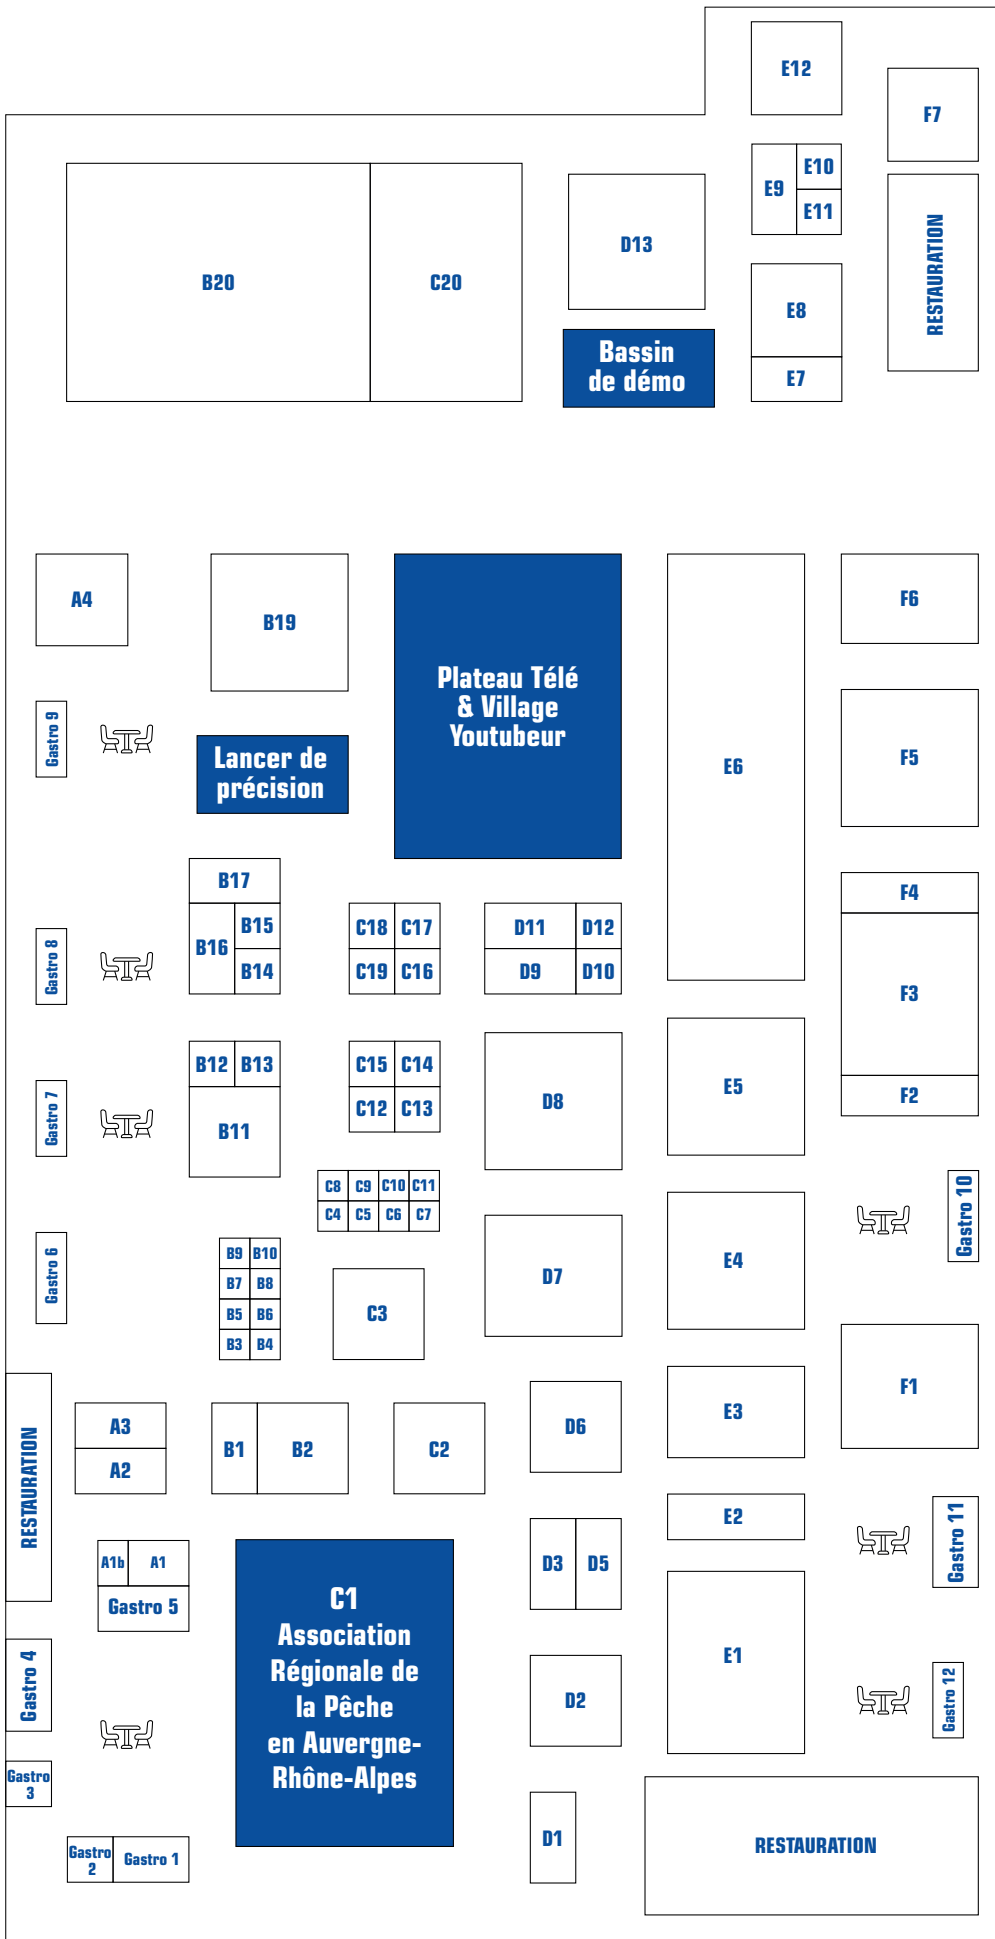 E12
F7
E10
E9
E11
RESTAURATION
D13
B20
C20
E8
Bassin
de démo
E7
A4
B19
F6
Plateau Télé
& Village
Youtubeur
Gastro 9
Lancer de
précision
E6
F5
B17
F4
B16
B15
B14
C18
C17
C19
C16
D11
D12
D9
D10
Gastro 8
F3
B12
B13
B11
C15
C14
C12
C13
D8
E5
F2
Gastro 7
C8
C9
C10
C11
C4
C5
C6
C7
Gastro 10
Gastro 6
B9
B10
B7
B8
B5
B6
B3
B4
C3
D7
E4
F1
RESTAURATION
A3
A2
B1
B2
C2
D6
E3
E2
Gastro 11
A1b
A1
Gastro 5
D3
D5
C1
Association
Régionale de
la Pêche
en Auvergne-
Rhône-Alpes
E1
Gastro 4
D2
Gastro 12
Gastro
3
D1
RESTAURATION
Gastro
2
Gastro 1